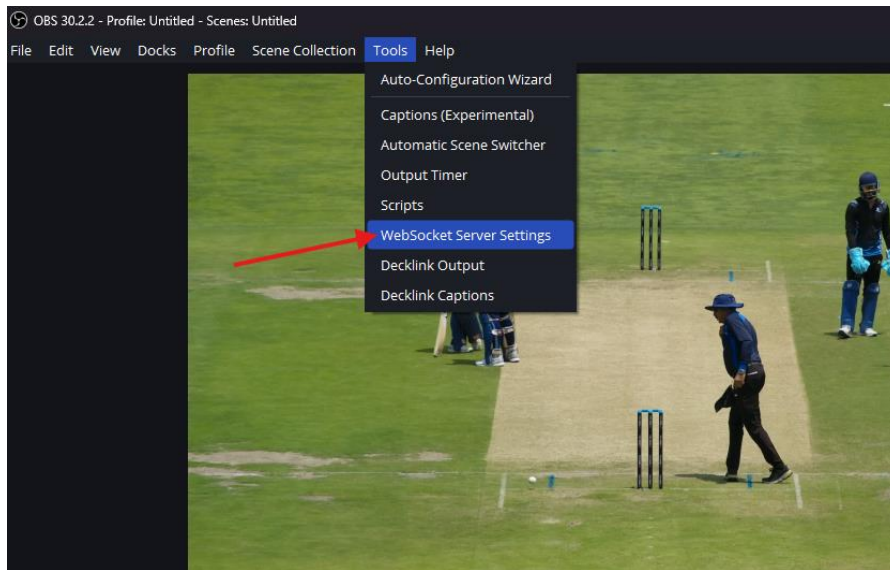 OBS 30.2.2 - Profile: Untitled - Scenes: Untitled
File Edit View Docks Profile Scene Collection Tools Help
Auto-Configuration Wizard
Captions (Experimental)
Automatic Scene Switcher
Output Timer
Scripts
WebSocket Server Settings
Decklink Output
Decklink Captions